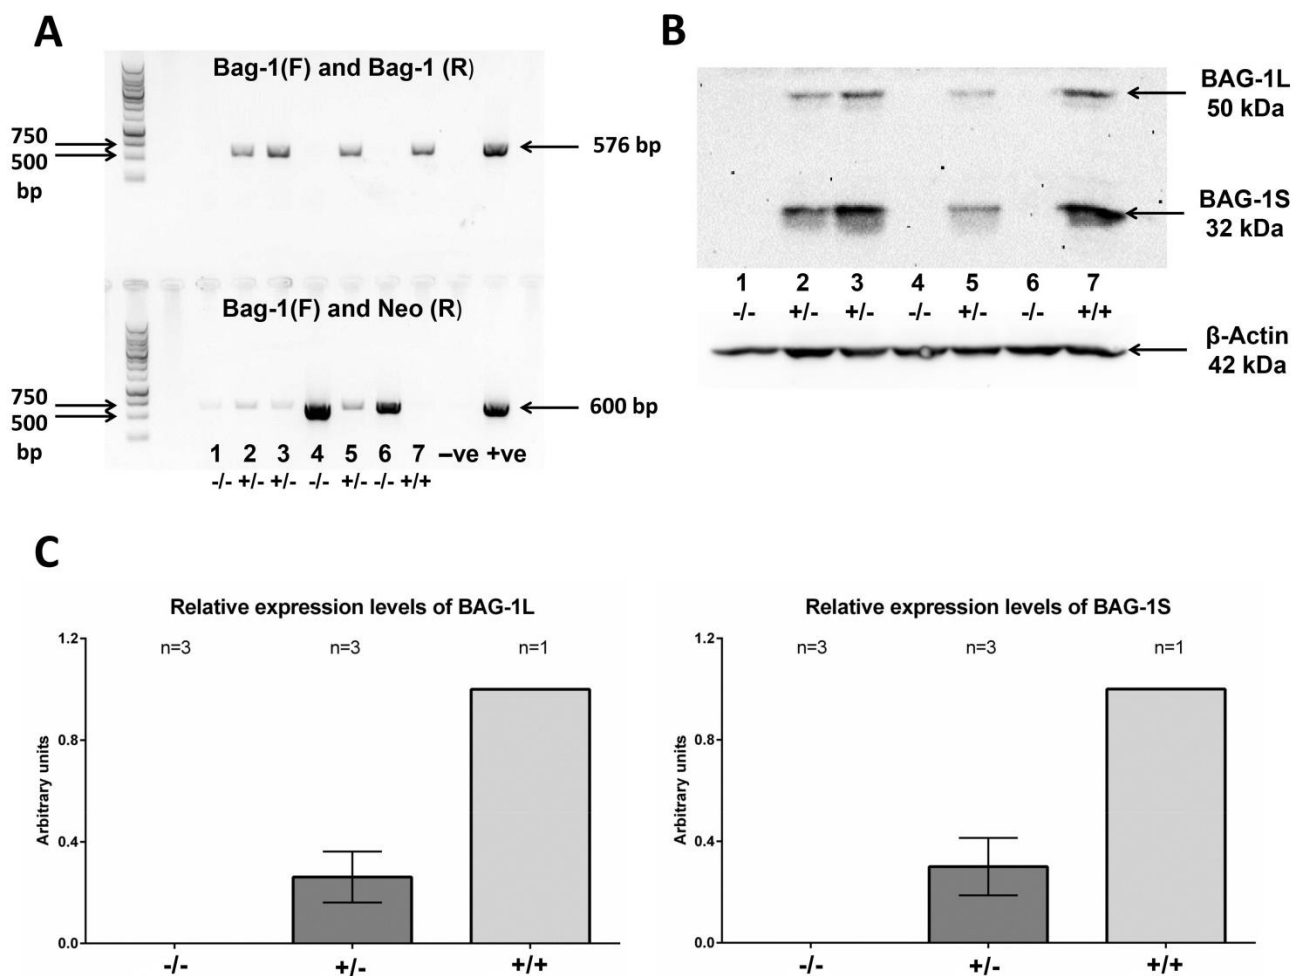 A
Bag-1(F) and Bag-1 (R)
750
500
bp
576 bp
Bag-1(F) and Neo (R)
750
500
bp
600 bp
1 2 3 4 5 6 7 –ve +ve
-/- +/- +/- -/- +/- -/- +/+
B
BAG-1L
50 kDa
BAG-1S
32 kDa
1 2 3 4 5 6 7
-/- +/- +/- -/- +/- -/- +/+
β-Actin
42 kDa
C
Relative expression levels of BAG-1L
n=3 n=3 n=1
1.2
0.8
0.4
0.0
Arbitrary units
-/- +/- +/+
Relative expression levels of BAG-1S
n=3 n=3 n=1
1.2
0.8
0.4
0.0
Arbitrary units
-/- +/- +/+